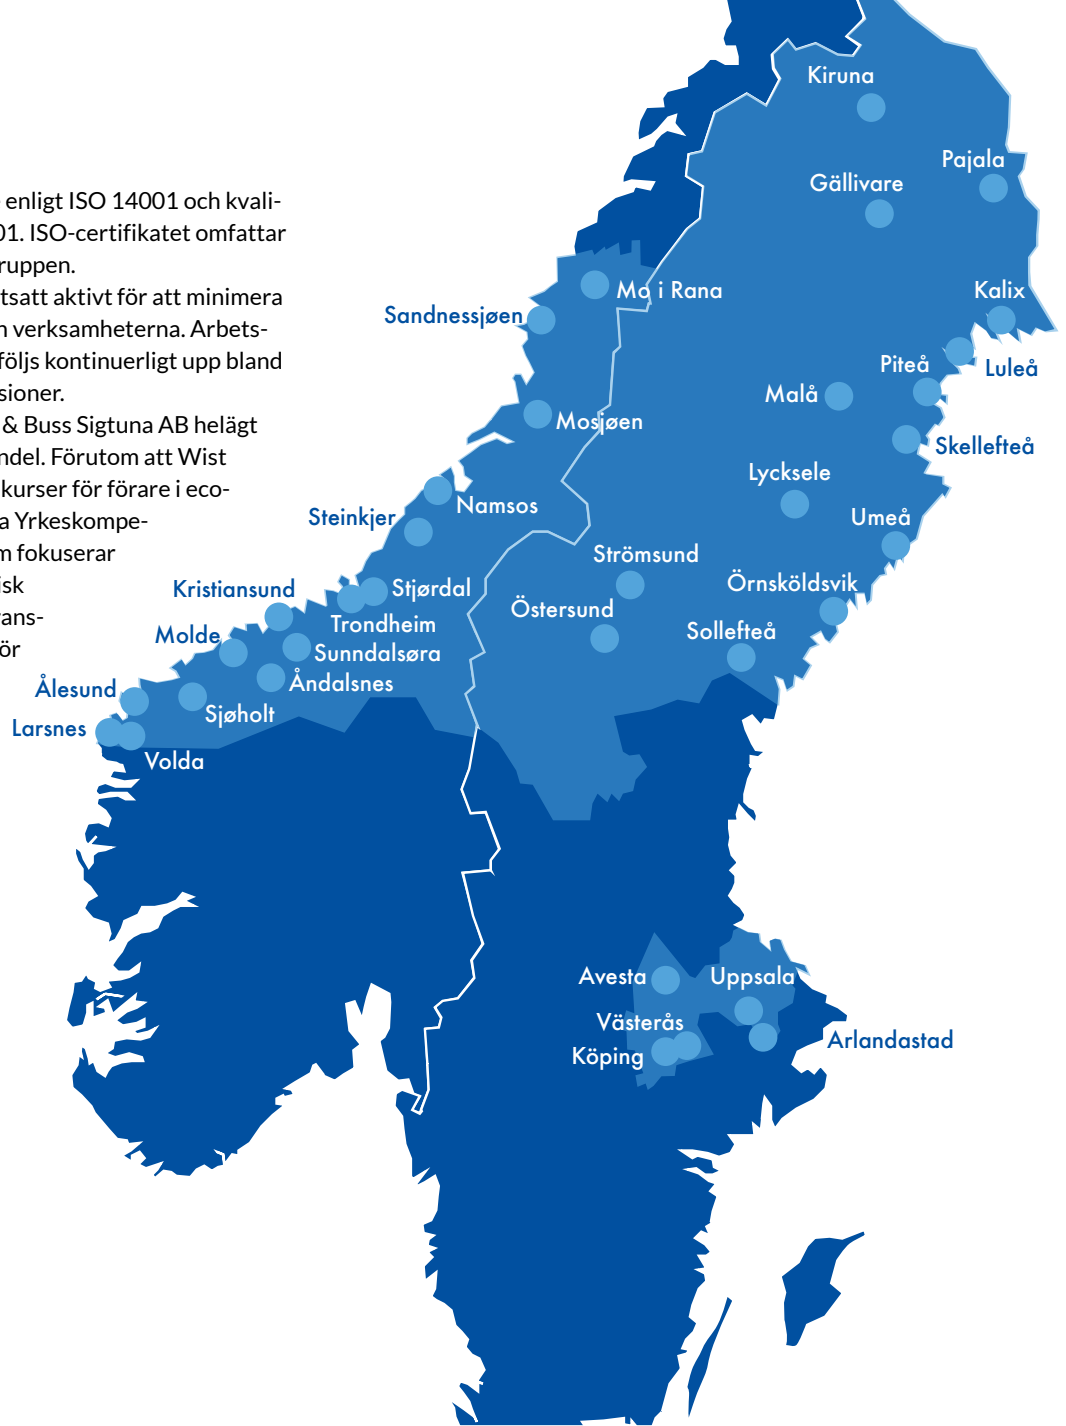 enligt ISO 14001 och kvali-
01. ISO-certifikatet omfattar
ruppen.
tsatt aktivt för att minimera
n verksamheterna. Arbets-
följs kontinuerligt upp bland
sioner.
& Buss Sigtuna AB helägt
ndel. Förutom att Wist
kurser för förare i eco-
a Yrkeskompe-
m fokuserar
isk
rans-
ör
Kiruna
Pajala
Gällivare
Mo i Rana
Kalix
Sandnessjøen
Piteå
Luleå
Malå
Mosjøen
Skellefteå
Lycksele
Namsos
Steinkjer
Umeå
Strömsund
Örnsköldsvik
Kristiansund
Stjørdal
Östersund
Trondheim
Molde
Sollefteå
Sunndalsøra
Åndalsnes
Ålesund
Sjøholt
Larsnes
Volda
Avesta
Uppsala
Västerås
Arlandastad
Köping